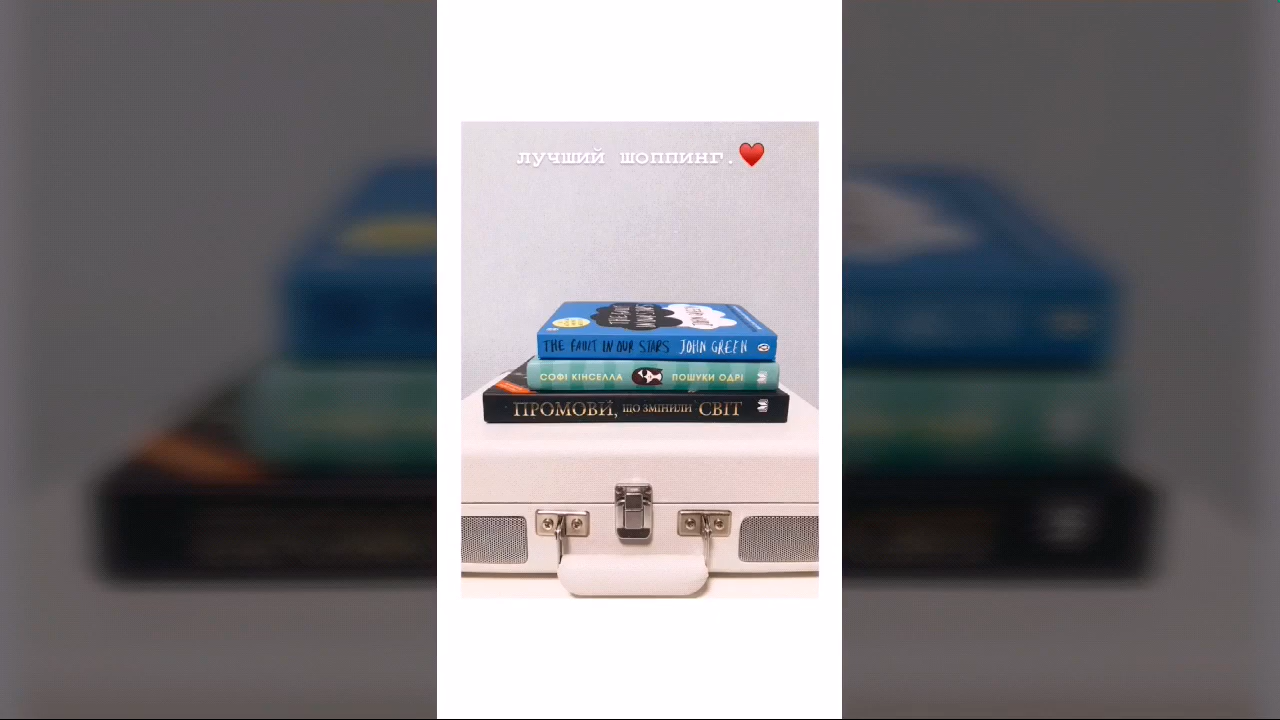 лучший шоппинг.♥
THE FAULT IN OUR STARS JOHN GREEN
СОФІ КІНСЕЛЛА ПОШУКИ ОДРІ
ПРОМОВИ, ЩО ЗМІНИЛИ СВІТ